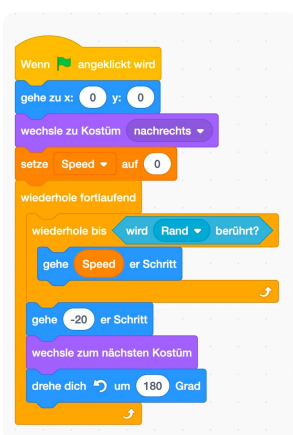 Wenn angeklickt wird
gehe zu x: 0 y: 0
wechsle zu Kostüm nachrechts
setze Speed auf 0
wiederhole fortlaufend
wiederhole bis wird Rand berührt?
gehe Speed er Schritt
gehe -20 er Schritt
wechsle zum nächsten Kostüm
drehe dich um 180 Grad